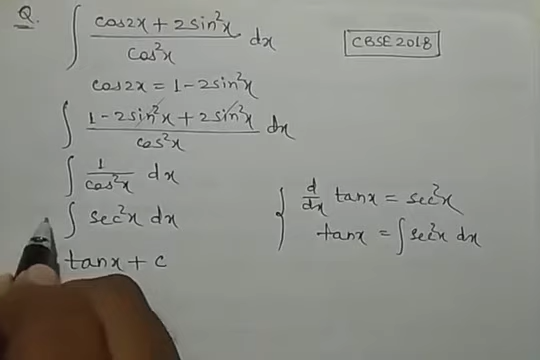 Q. ∫ (cos2x + 2sin²x)/cos²x dx
CBSE 2018
cos2x = 1 - 2sin²x
∫ (1 - 2sin²x + 2sin²x)/cos²x dx
∫ 1/cos²x dx
∫ sec²x dx
tanx + c
d/dx tanx = sec²x
tanx = ∫ sec²x dx